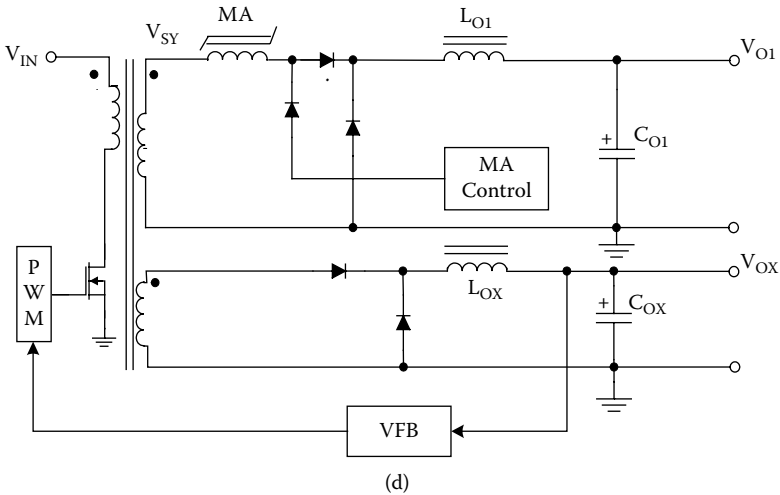 MA
V_SY
L_O1
V_IN
V_O1
+
C_O1
MA
Control
P
W
M
L_OX
V_OX
+
C_OX
VFB
(d)